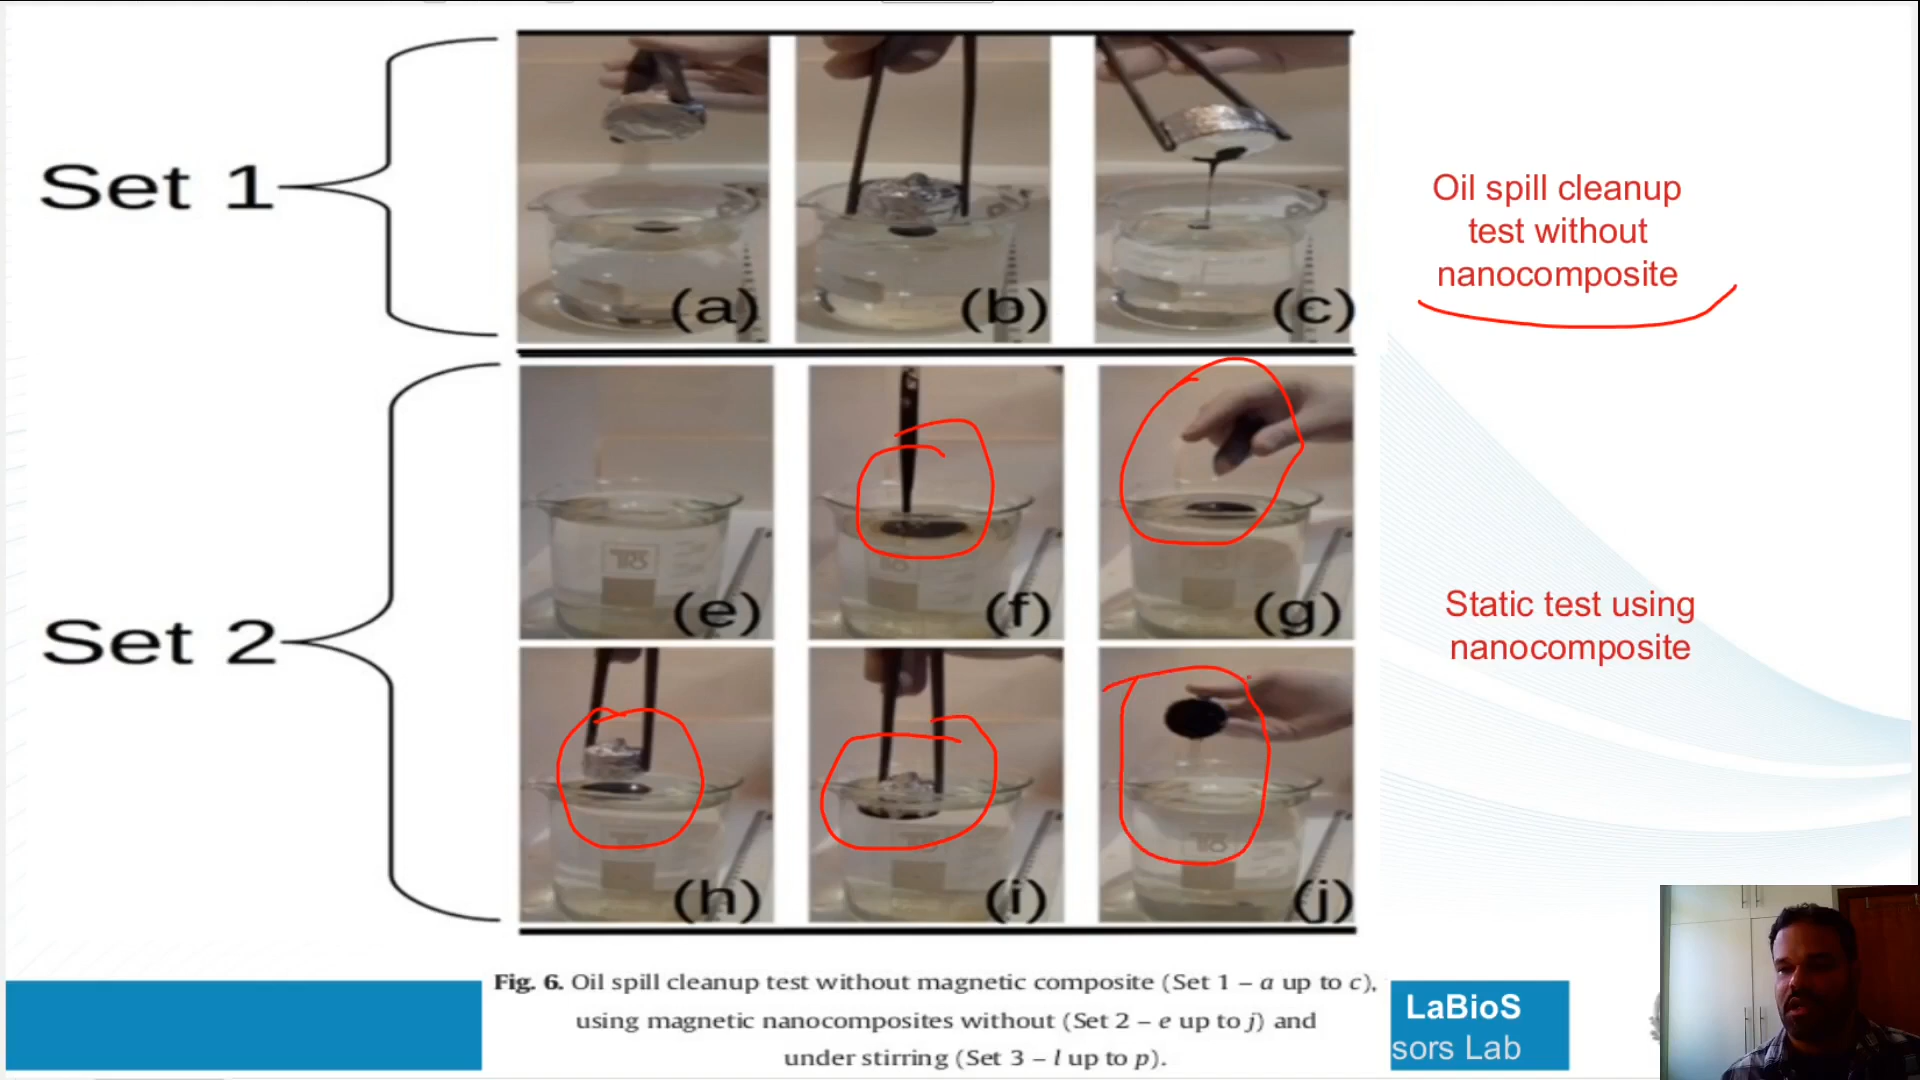 Set 1
(a)
(b)
(c)
Oil spill cleanup
test without
nanocomposite
Set 2
(e)
(f)
(g)
(h)
(i)
(j)
Static test using
nanocomposite
Fig. 6. Oil spill cleanup test without magnetic composite (Set 1 – a up to c),
using magnetic nanocomposites without (Set 2 – e up to j) and
under stirring (Set 3 – l up to p).
LaBioS
sors Lab